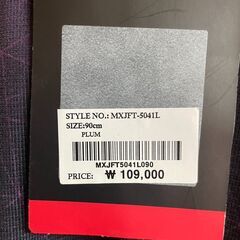 STYLE NO.: MXJFT-5041L
SIZE:90cm
PLUM
MXJFT5041L090
PRICE: ₩ 109,000